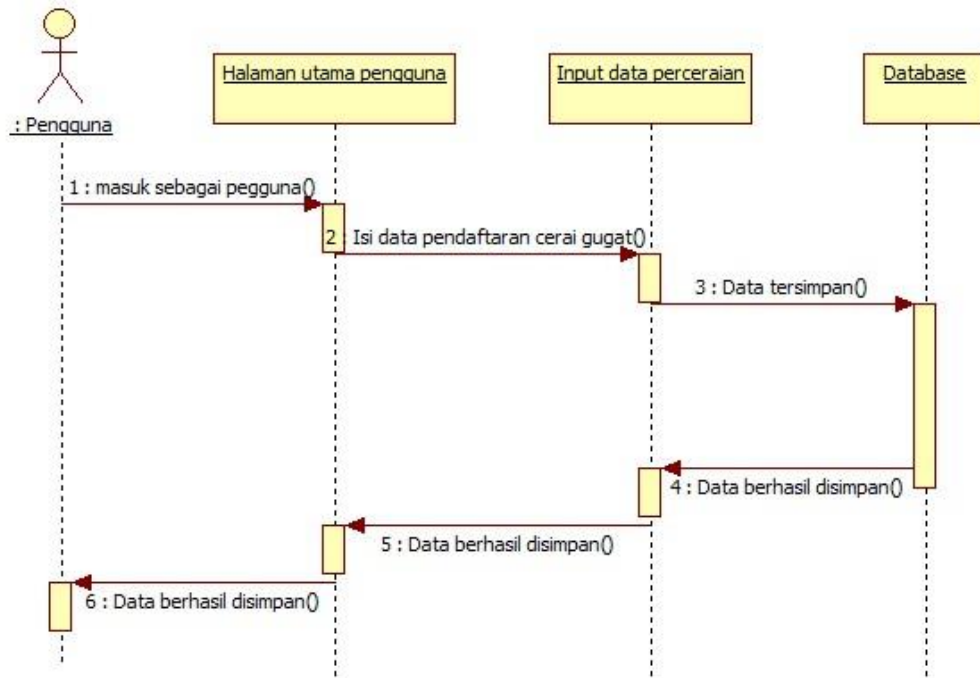 : Pengguna
Halaman utama pengguna
Input data perceraian
Database
1 : masuk sebagai pegguna()
2 : Isi data pendaftaran cerai gugat()
3 : Data tersimpan()
4 : Data berhasil disimpan()
5 : Data berhasil disimpan()
6 : Data berhasil disimpan()